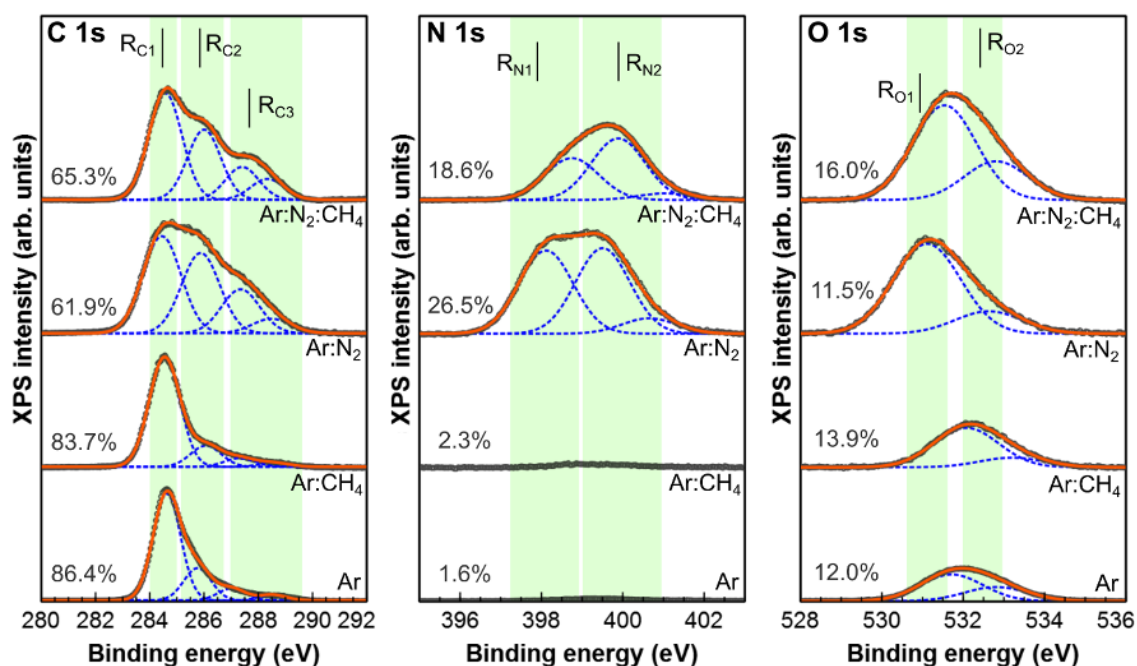 C 1s
R_C1
R_C2
R_C3
65.3%
Ar:N₂:CH₄
61.9%
Ar:N₂
83.7%
Ar:CH₄
86.4%
Ar
XPS intensity (arb. units)
280 282 284 286 288 290 292
Binding energy (eV)
N 1s
R_N1
R_N2
18.6%
Ar:N₂:CH₄
26.5%
Ar:N₂
2.3%
Ar:CH₄
1.6%
Ar
XPS intensity (arb. units)
396 398 400 402
Binding energy (eV)
O 1s
R_O2
R_O1
16.0%
Ar:N₂:CH₄
11.5%
Ar:N₂
13.9%
Ar:CH₄
12.0%
Ar
XPS intensity (arb. units)
528 530 532 534 536
Binding energy (eV)